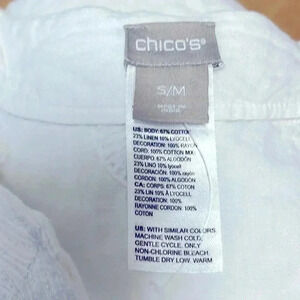 chico's®
S/M
US: BODY: 67% COTTON
23% LINEN 10% LYOCELL
DECORATION: 100% RAYON
CORD: 100% COTTON MX:
CUERPO: 67% ALGODÓN
23% LINO 10% lyocell
DECORACIÓN: 100% rayón
CORDON: 100% ALGODÓN
CA: CORPS: 67% COTON
23% LIN 10% À LYOCELL
DECORATION: 100%
RAYONNE CORDON: 100%
COTON
US: WITH SIMILAR COLORS
MACHINE WASH COLD,
GENTLE CYCLE. ONLY
NON-CHLORINE BLEACH.
TUMBLE DRY LOW. WARM